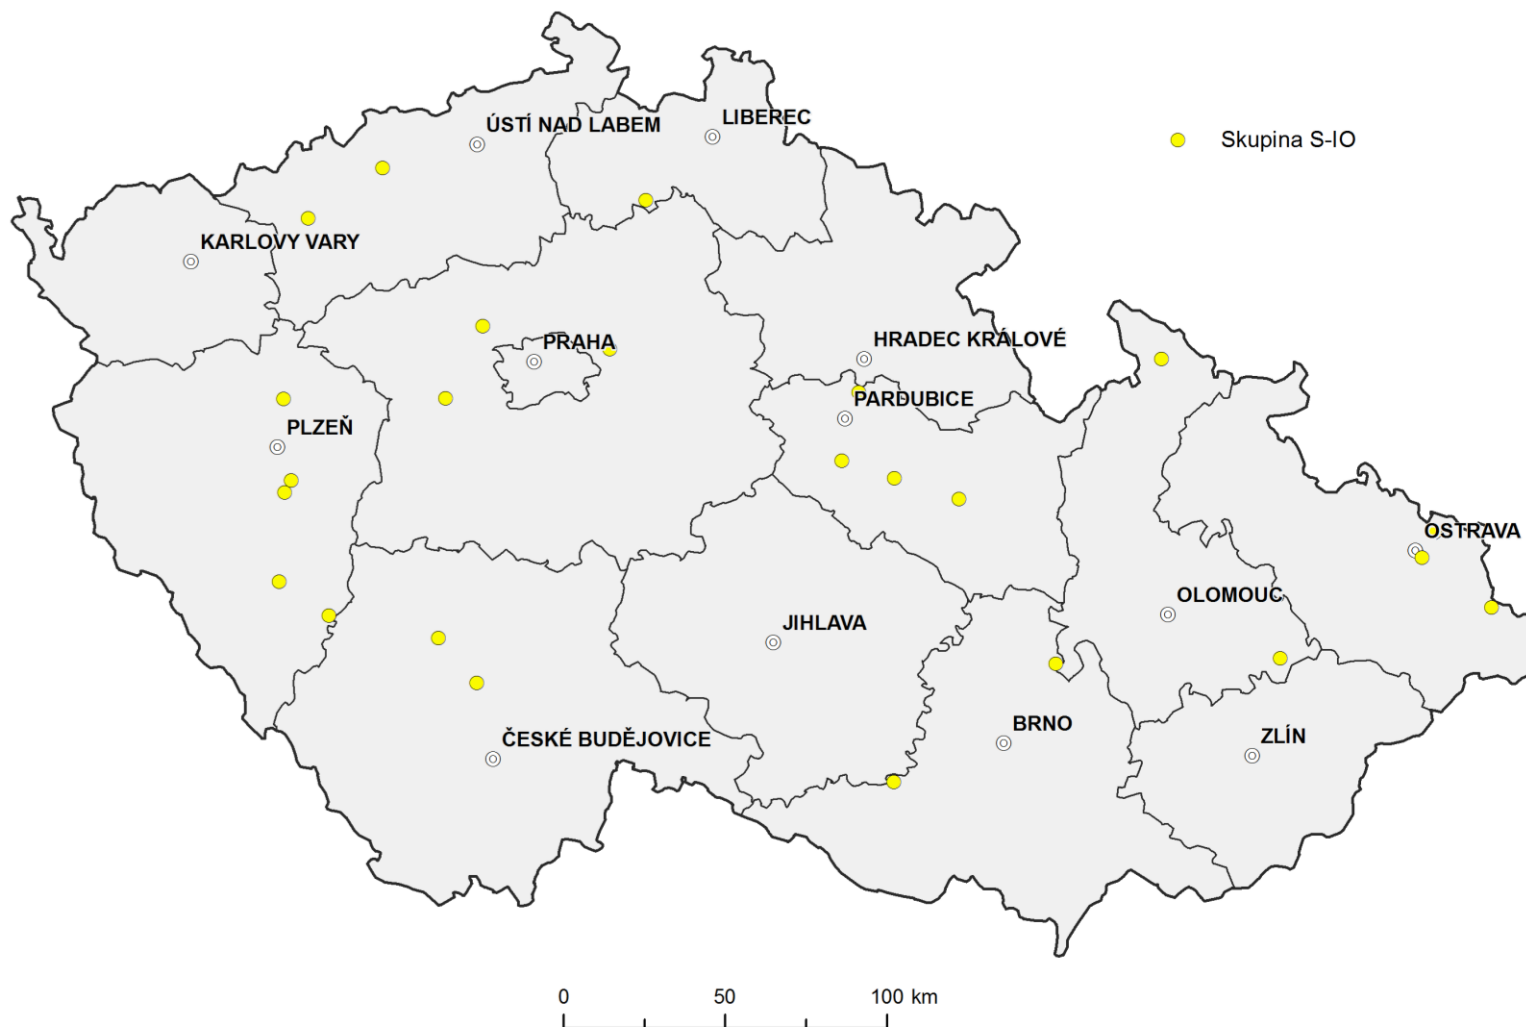 LIBEREC
ÚSTÍ NAD LABEM
Skupina S-IO
KARLOVY VARY
PRAHA
HRADEC KRÁLOVÉ
PARDUBICE
PLZEŇ
OSTRAVA
OLOMOUC
JIHLAVA
BRNO
ZLÍN
ČESKÉ BUDĚJOVICE
0 50 100 km